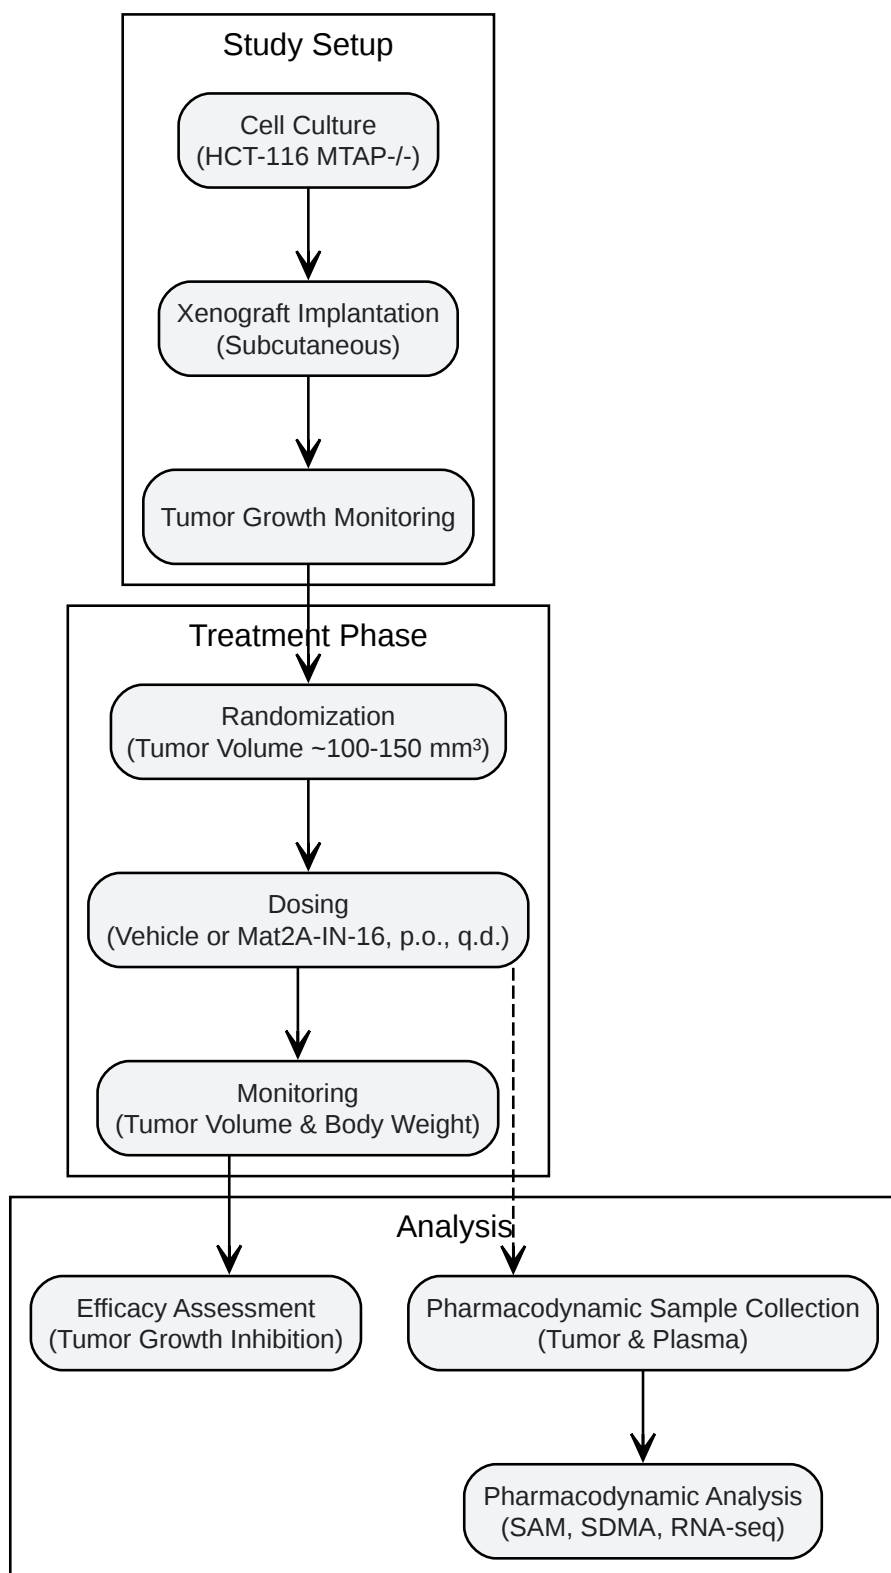 Study Setup
Cell Culture
(HCT-116 MTAP-/-)
Xenograft Implantation
(Subcutaneous)
Tumor Growth Monitoring
Treatment Phase
Randomization
(Tumor Volume ~100-150 mm³)
Dosing
(Vehicle or Mat2A-IN-16, p.o., q.d.)
Monitoring
(Tumor Volume & Body Weight)
Analysis
Efficacy Assessment
(Tumor Growth Inhibition)
Pharmacodynamic Sample Collection
(Tumor & Plasma)
Pharmacodynamic Analysis
(SAM, SDMA, RNA-seq)